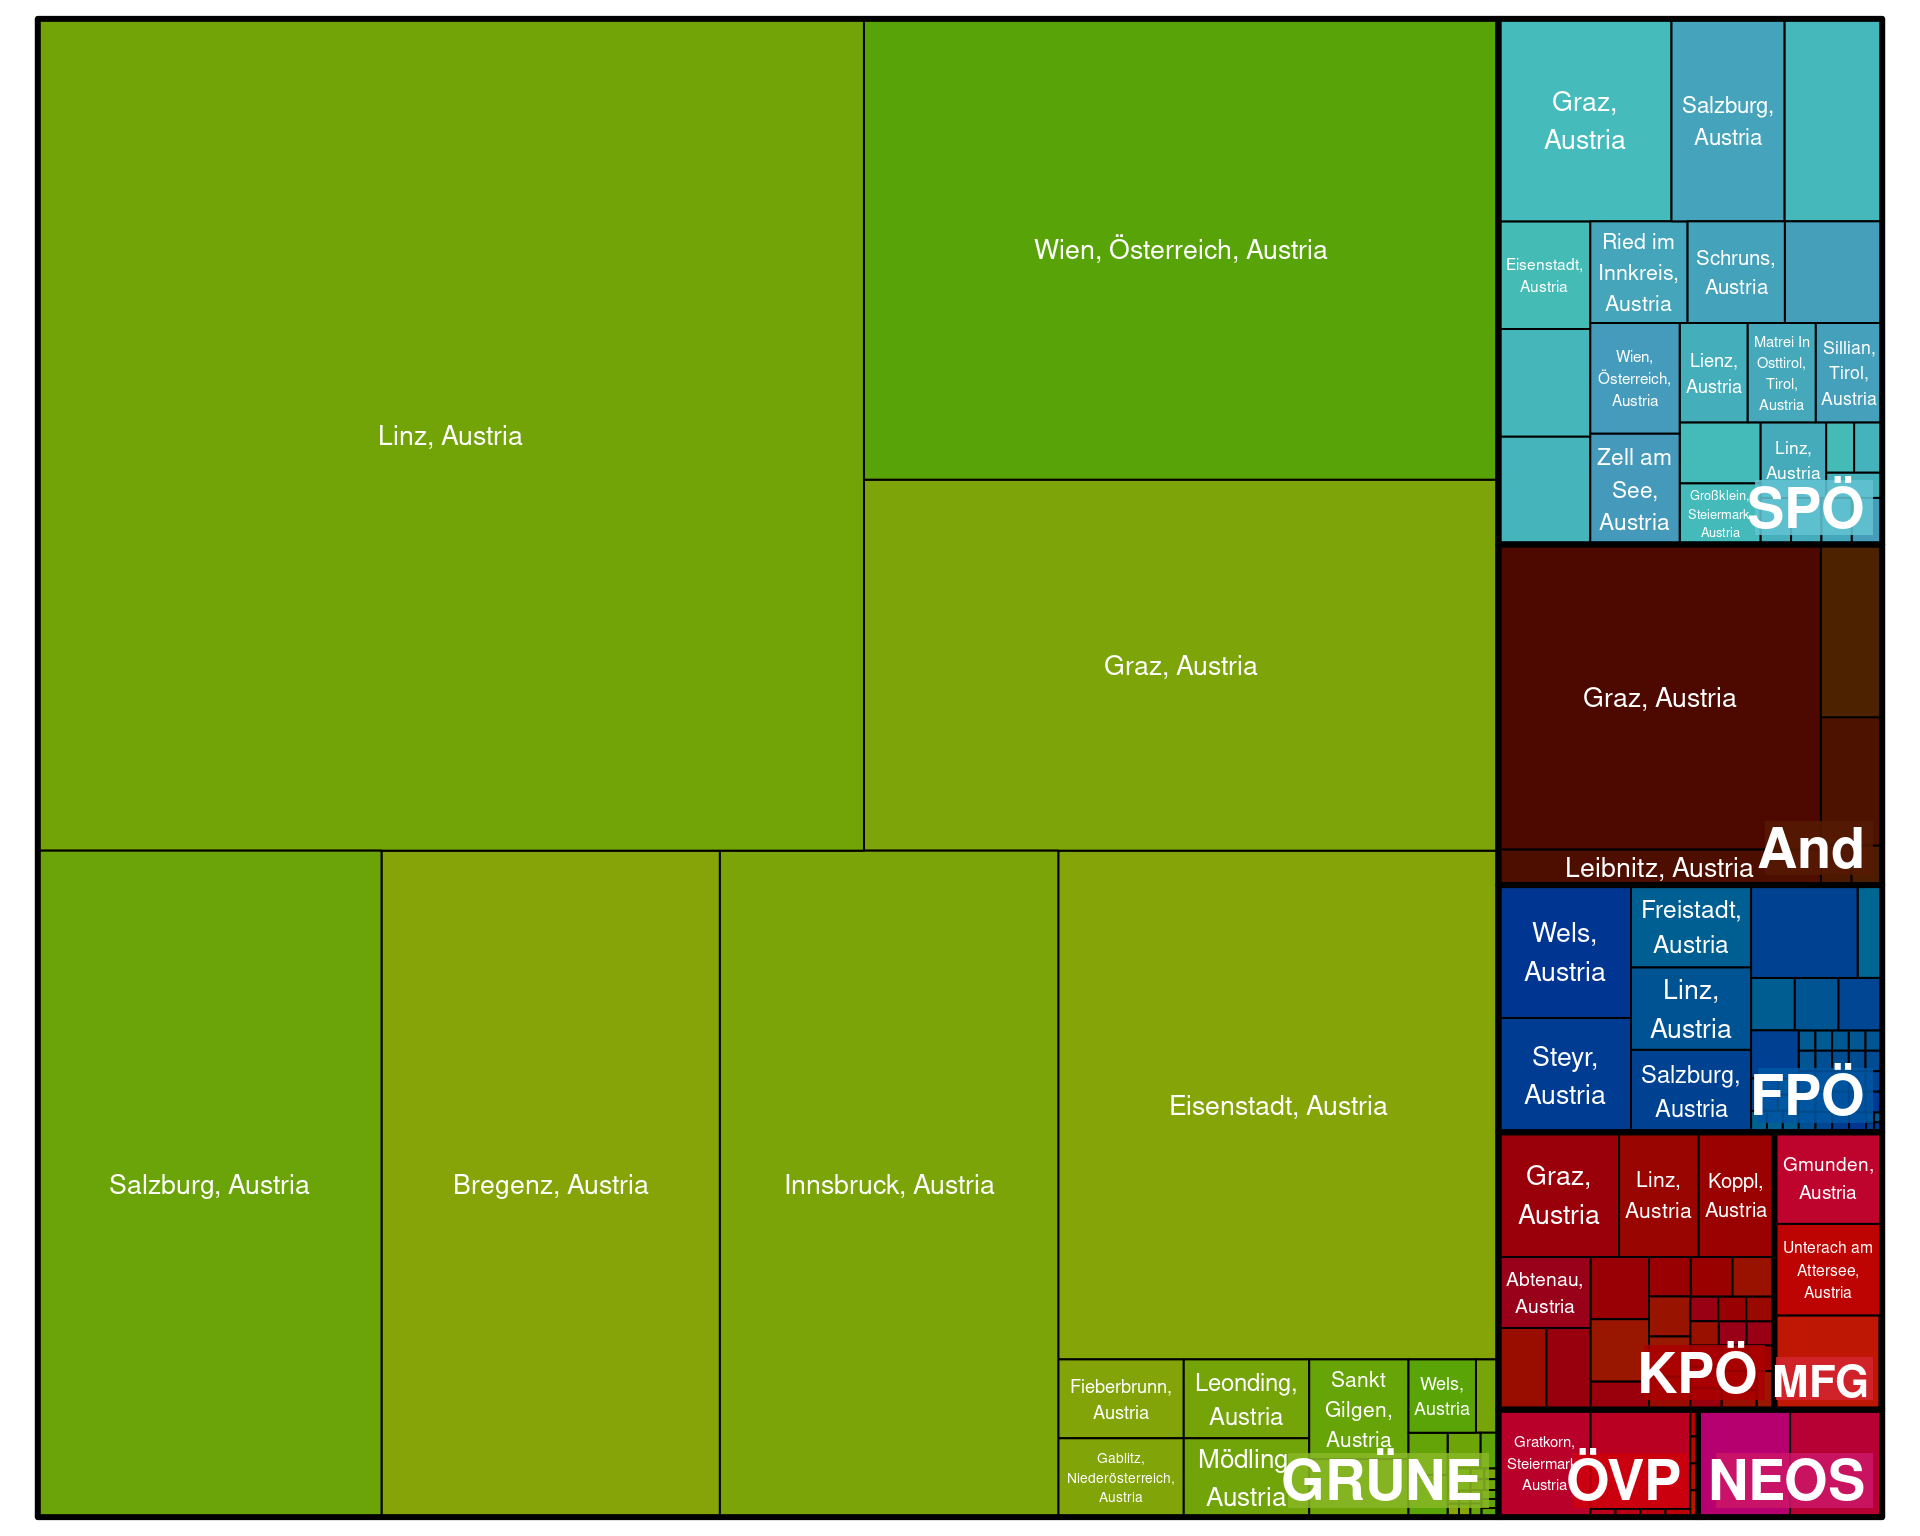 Linz, Austria
Wien, Österreich, Austria
Graz, Austria
Salzburg, Austria
Bregenz, Austria
Innsbruck, Austria
Eisenstadt, Austria
Fieberbrunn,
Austria
Leonding,
Austria
Sankt
Gilgen,
Austria
Wels,
Austria
Gablitz,
Niederösterreich,
Austria
Mödling,
Austria
GRÜNE
Graz,
Austria
Salzburg,
Austria
Eisenstadt,
Austria
Ried im
Innkreis,
Austria
Schruns,
Austria
Wien,
Österreich,
Austria
Lienz,
Austria
Matrei In
Osttirol,
Tirol,
Austria
Sillian,
Tirol,
Austria
Zell am
See,
Austria
Linz,
Austria
Großklein,
Steiermark,
Austria
SPÖ
Graz, Austria
Leibnitz, Austria
And
Wels,
Austria
Freistadt,
Austria
Linz,
Austria
Steyr,
Austria
Salzburg,
Austria
FPÖ
Graz,
Austria
Linz,
Austria
Koppl,
Austria
Abtenau,
Austria
KPÖ
Gmunden,
Austria
Unterach am
Attersee,
Austria
MFG
Gratkorn,
Steiermark,
Austria
ÖVP
NEOS